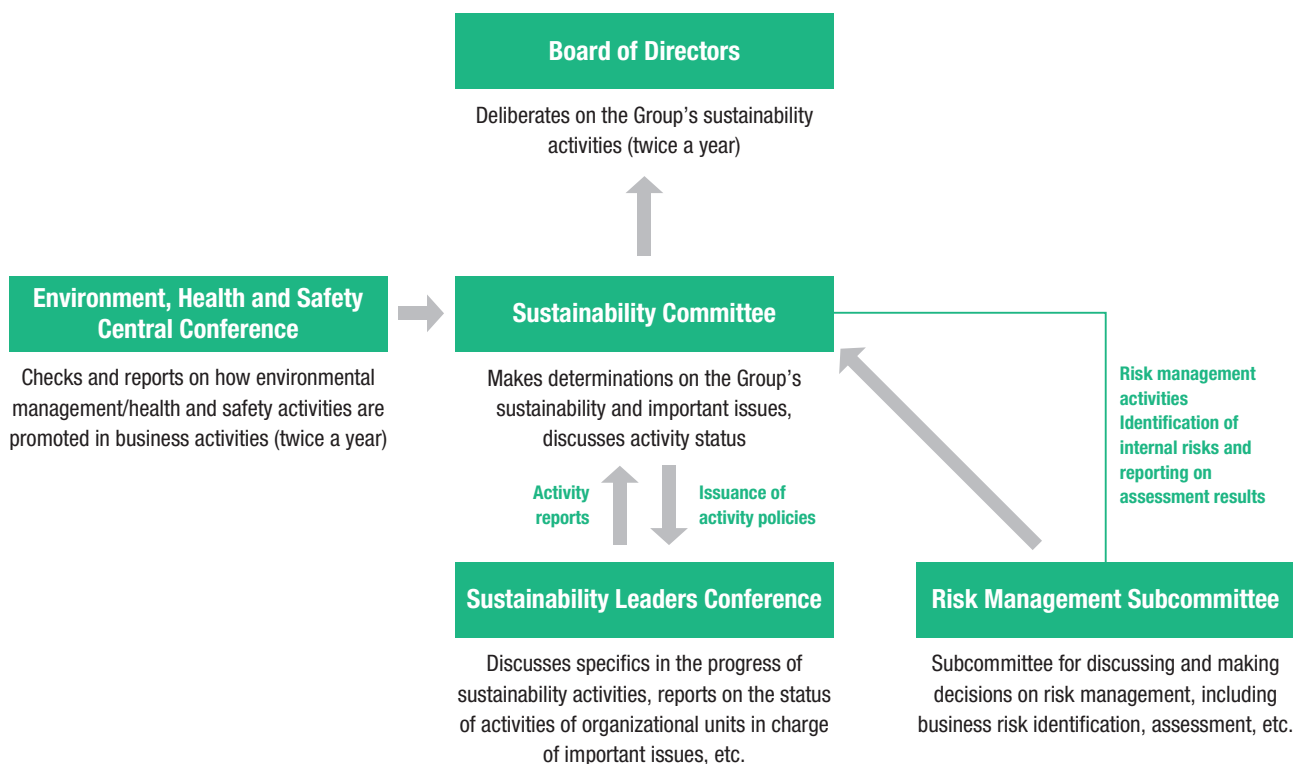 Board of Directors
Deliberates on the Group’s sustainability
activities (twice a year)
Environment, Health and Safety
Central Conference
Checks and reports on how environmental
management/health and safety activities are
promoted in business activities (twice a year)
Sustainability Committee
Makes determinations on the Group’s
sustainability and important issues,
discusses activity status
Risk management
activities
Identification of
internal risks and
reporting on
assessment results
Activity
reports
Issuance of
activity policies
Sustainability Leaders Conference
Discusses specifics in the progress of
sustainability activities, reports on the status
of activities of organizational units in charge
of important issues, etc.
Risk Management Subcommittee
Subcommittee for discussing and making
decisions on risk management, including
business risk identification, assessment, etc.